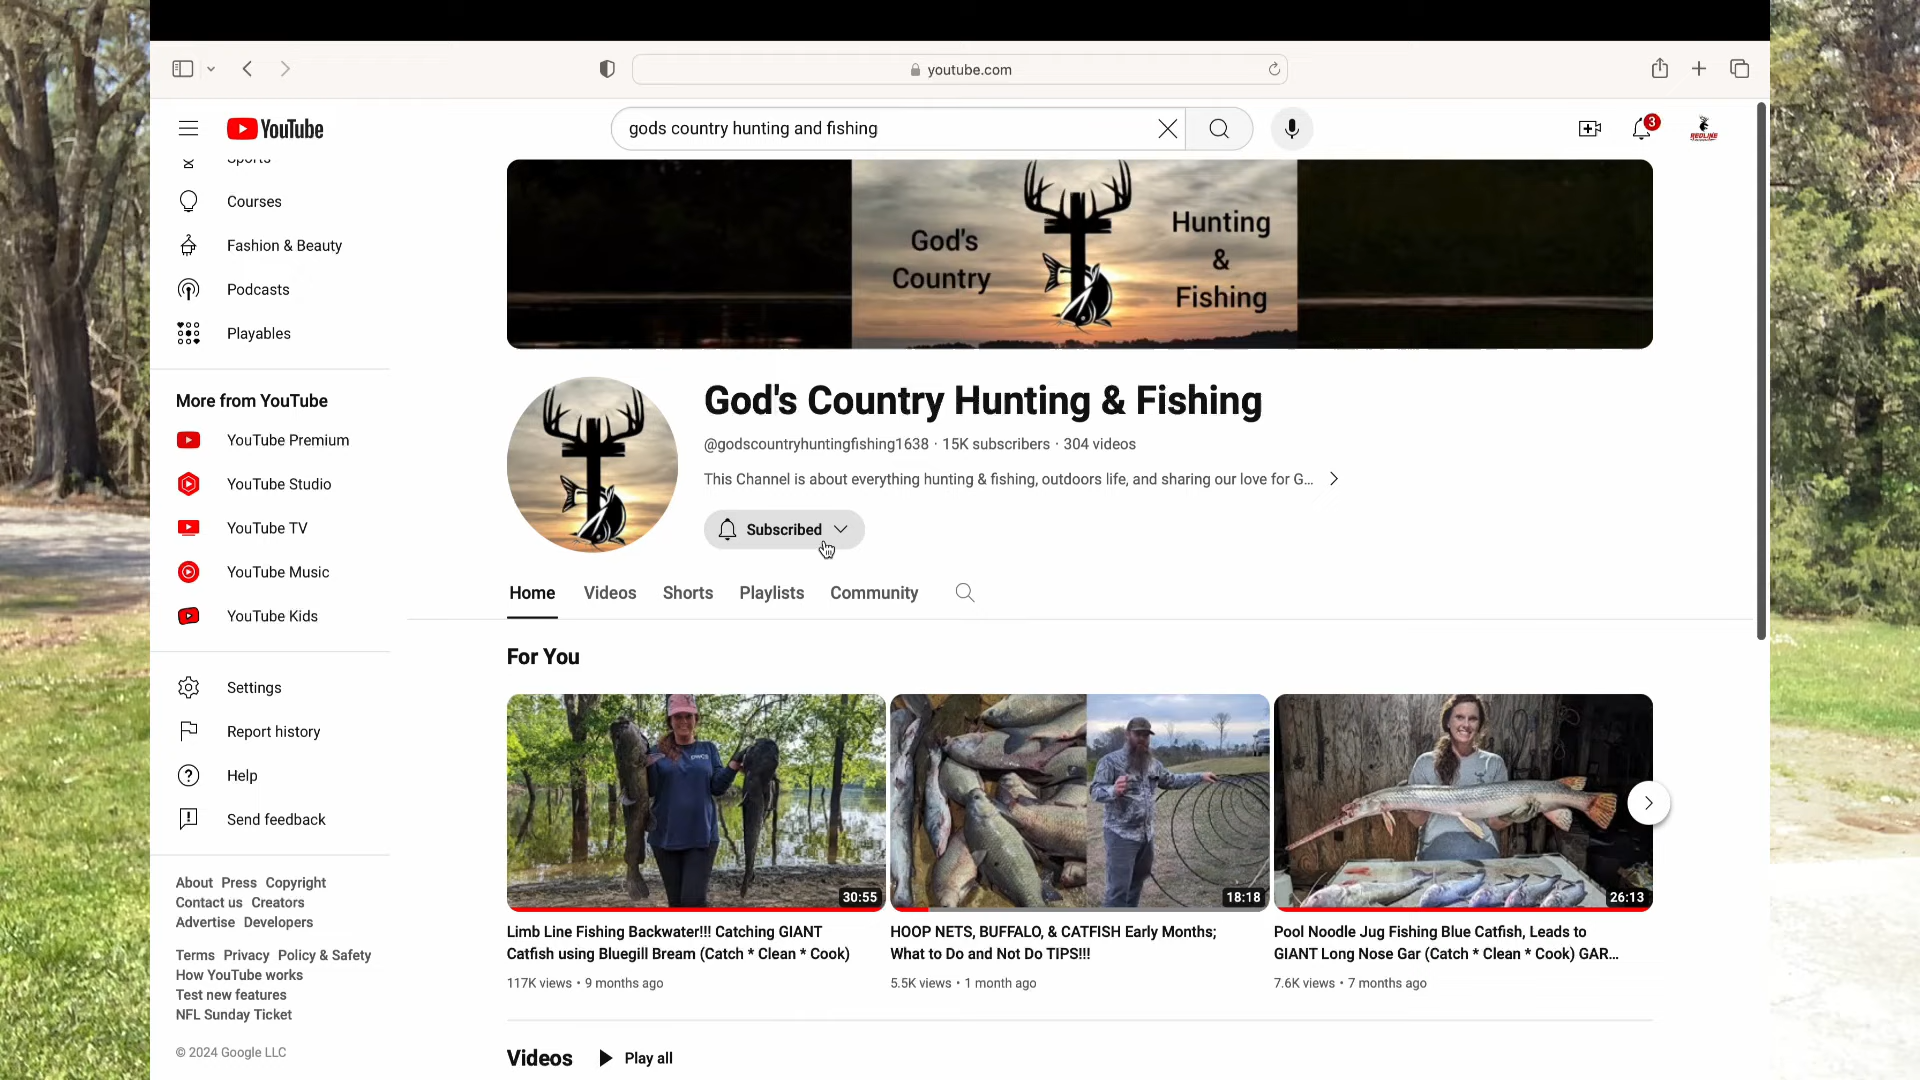 youtube.com
YouTube
gods country hunting and fishing
3
REDLINE
Sports
Courses
Fashion & Beauty
Podcasts
Playables
More from YouTube
YouTube Premium
YouTube Studio
YouTube TV
YouTube Music
YouTube Kids
Settings
Report history
Help
Send feedback
About Press Copyright
Contact us Creators
Advertise Developers
Terms Privacy Policy & Safety
How YouTube works
Test new features
NFL Sunday Ticket
© 2024 Google LLC
God's
Country
Hunting
&
Fishing
God's Country Hunting & Fishing
@godscountryhuntingfishing1638 · 15K subscribers · 304 videos
This Channel is about everything hunting & fishing, outdoors life, and sharing our love for G...
Subscribed
Home Videos Shorts Playlists Community
For You
30:55
18:18
26:13
Limb Line Fishing Backwater!!! Catching GIANT
Catfish using Bluegill Bream (Catch * Clean * Cook)
117K views • 9 months ago
HOOP NETS, BUFFALO, & CATFISH Early Months;
What to Do and Not Do TIPS!!!
5.5K views • 1 month ago
Pool Noodle Jug Fishing Blue Catfish, Leads to
GIANT Long Nose Gar (Catch * Clean * Cook) GAR...
7.6K views • 7 months ago
Videos Play all